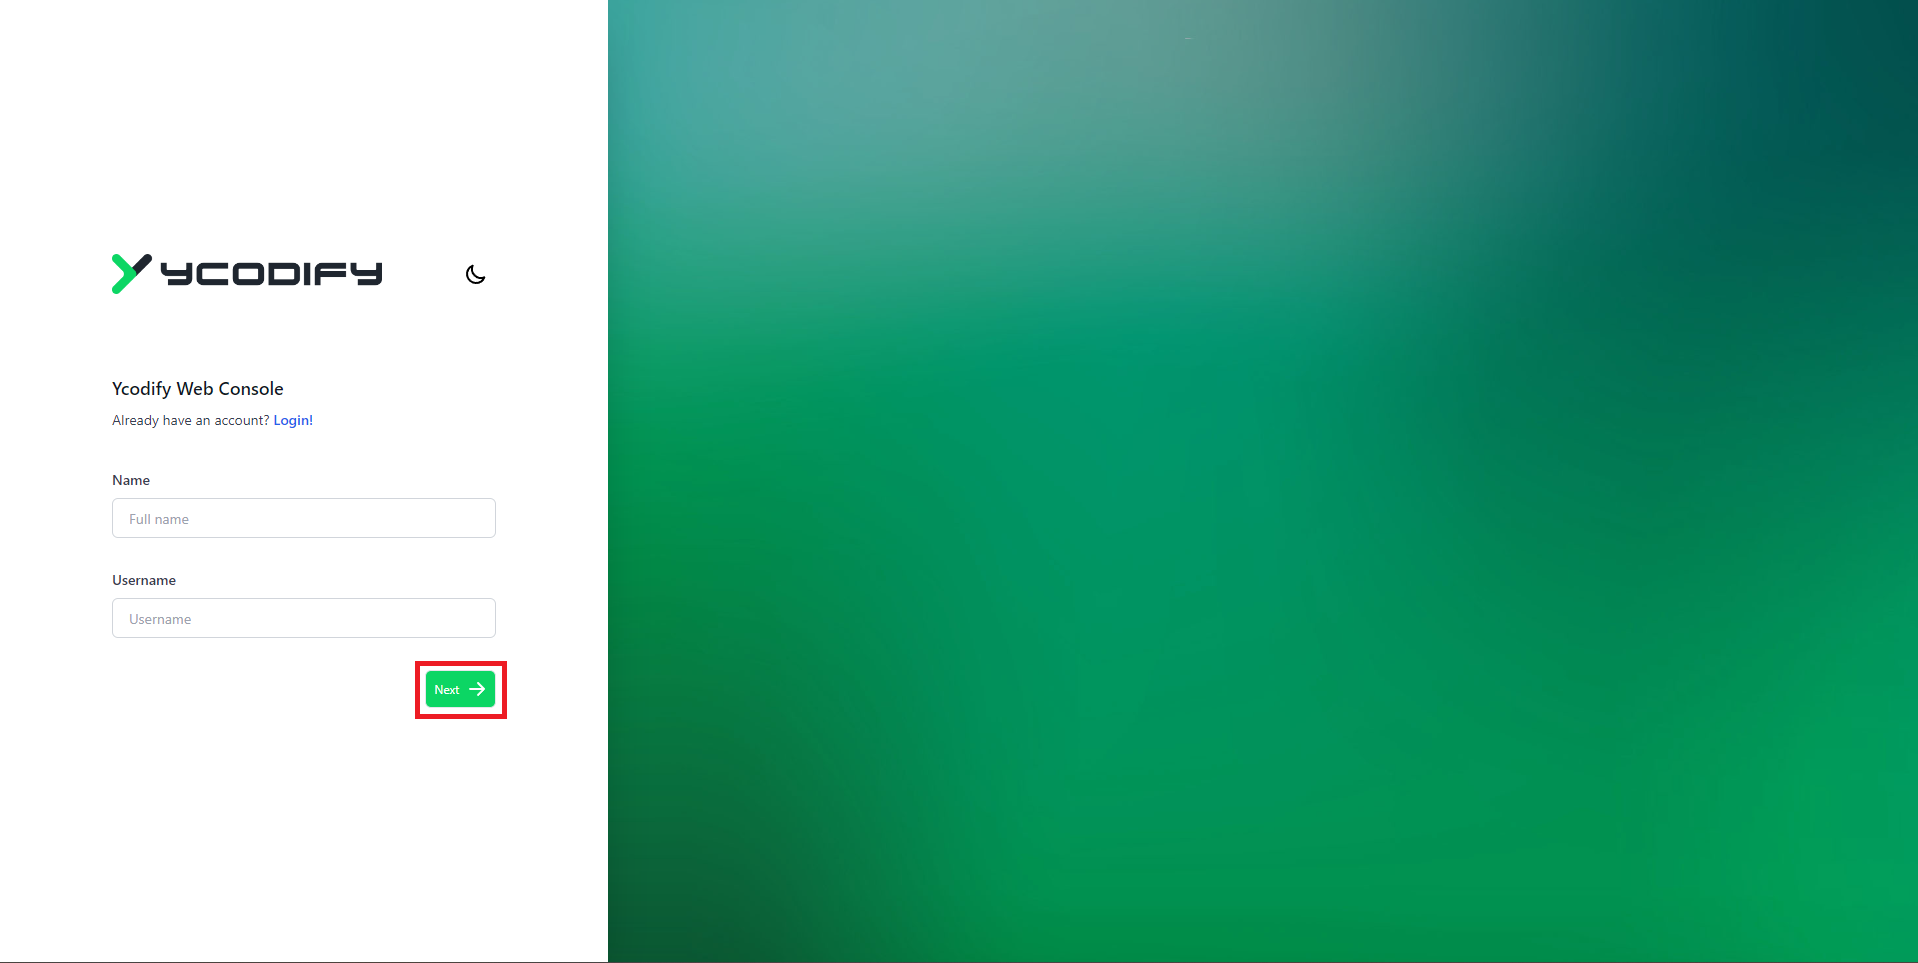 YCODIFY
Ycodify Web Console
Already have an account? Login!
Name
Full name
Username
Username
Next